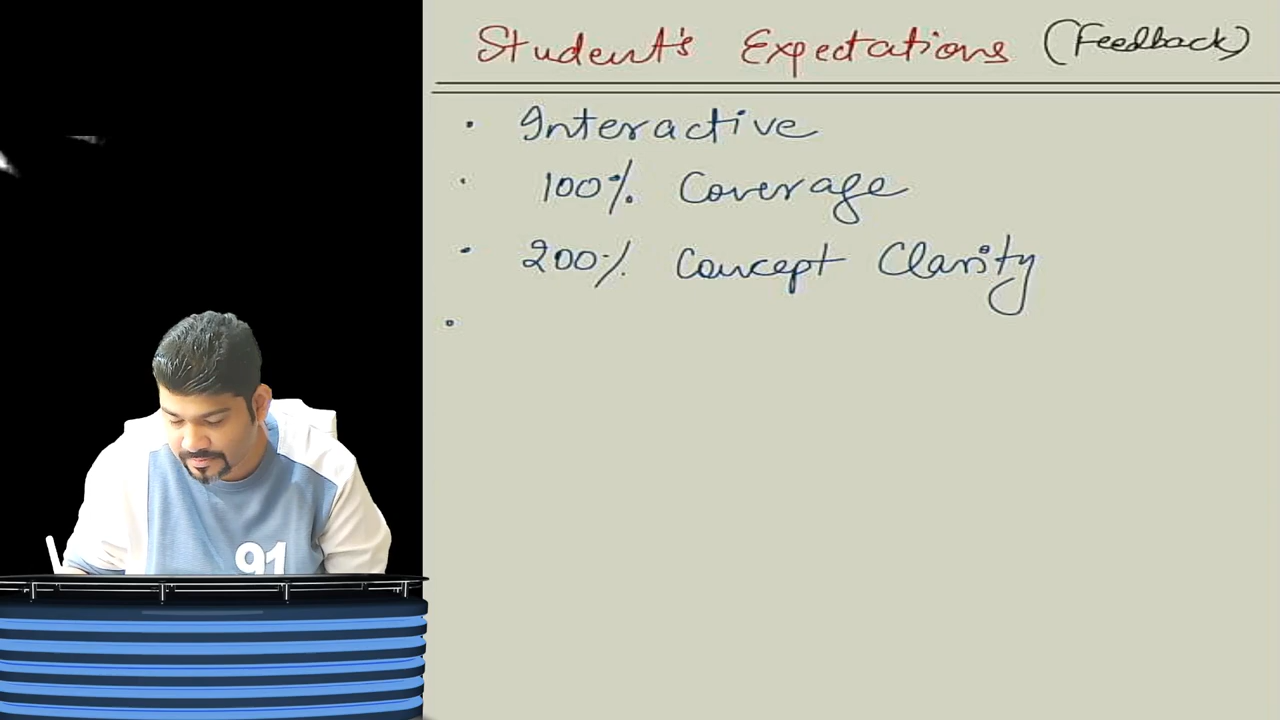 Student's Expectations (Feedback)
• Interactive
• 100% Coverage
• 200% Concept Clarity
•
91